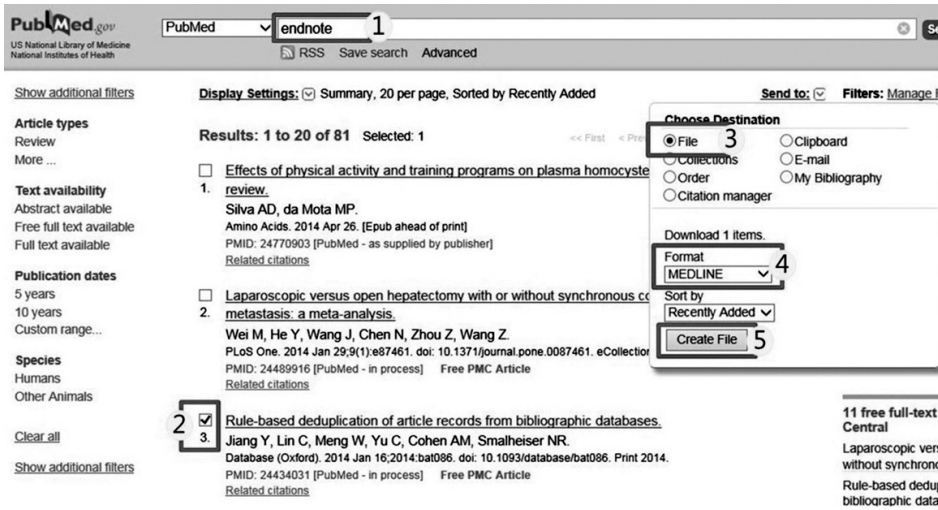 PubMed.gov
US National Library of Medicine
National Institutes of Health
PubMed
endnote
1
RSS Save search Advanced
Show additional filters
Article types
Review
More ...
Text availability
Abstract available
Free full text available
Full text available
Publication dates
5 years
10 years
Custom range...
Species
Humans
Other Animals
Clear all
Show additional filters
Display Settings: Summary, 20 per page, Sorted by Recently Added
Send to: Filters: Manage
Results: 1 to 20 of 81 Selected: 1
<< First < Prev
Effects of physical activity and training programs on plasma homocyste
1. review.
Silva AD, da Mota MP.
Amino Acids. 2014 Apr 26. [Epub ahead of print]
PMID: 24770903 [PubMed - as supplied by publisher]
Related citations
Laparoscopic versus open hepatectomy with or without synchronous co
2. metastasis: a meta-analysis.
Wei M, He Y, Wang J, Chen N, Zhou Z, Wang Z.
PLoS One. 2014 Jan 29;9(1):e87461. doi: 10.1371/journal.pone.0087461. eCollection
PMID: 24489916 [PubMed - in process] Free PMC Article
Related citations
2
Rule-based deduplication of article records from bibliographic databases.
3. Jiang Y, Lin C, Meng W, Yu C, Cohen AM, Smalheiser NR.
Database (Oxford). 2014 Jan 16;2014:bat086. doi: 10.1093/database/bat086. Print 2014.
PMID: 24434031 [PubMed - in process] Free PMC Article
Related citations
Choose Destination
File 3 Clipboard
Collections E-mail
Order My Bibliography
Citation manager
Download 1 items.
Format
MEDLINE 4
Sort by
Recently Added
Create File 5
11 free full-text
Central
Laparoscopic vers
without synchrono
Rule-based dedup
bibliographic data